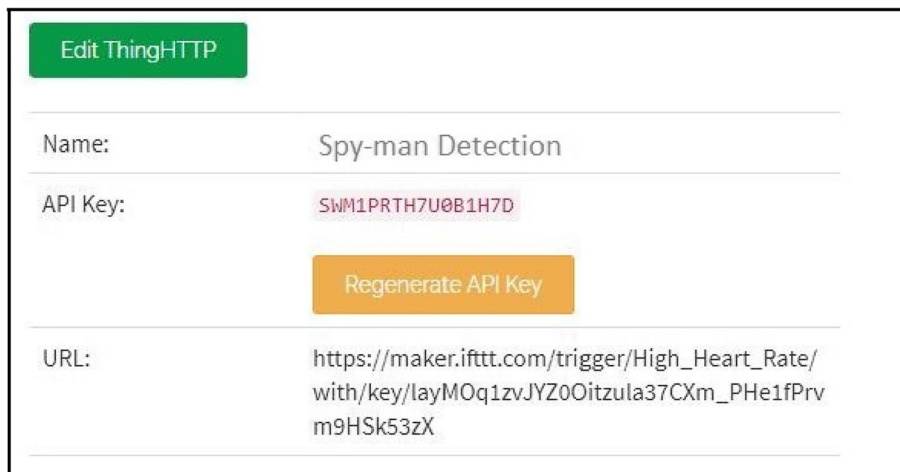 Edit ThingHTTP
Name: Spy-man Detection
API Key: SWM1PRTH7U0B1H7D
Regenerate API Key
URL: https://maker.ifttt.com/trigger/High_Heart_Rate/
with/key/layMOq1zvJYZ0Oitzula37CXm_PHe1fPrv
m9HSk53zX